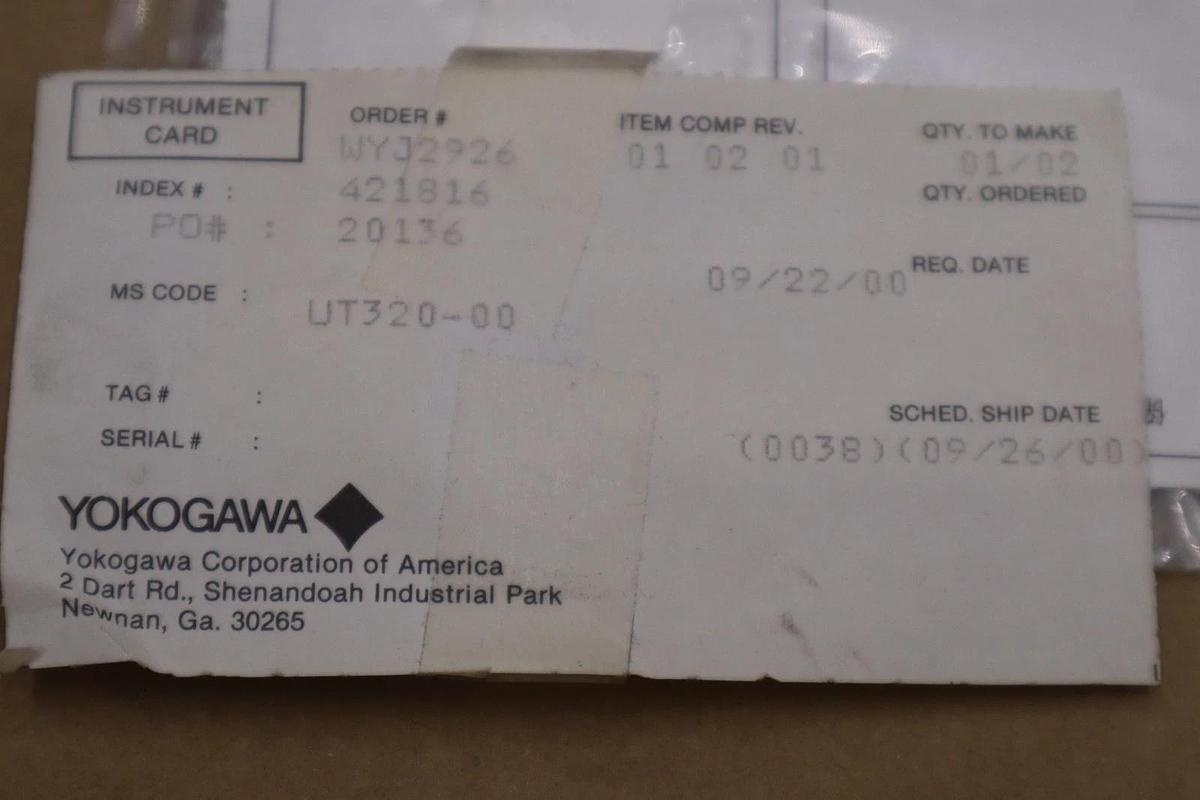 INSTRUMENT
CARD
ORDER #
WYJ2926
ITEM COMP REV.
01 02 01
QTY. TO MAKE
01/02
QTY. ORDERED
INDEX # : 421816
PO# : 20136
REQ. DATE
09/22/00
MS CODE :
UT320-00
TAG # :
SCHED. SHIP DATE
(0038)(09/26/00)
SERIAL # :
YOKOGAWA
Yokogawa Corporation of America
2 Dart Rd., Shenandoah Industrial Park
Newnan, Ga. 30265